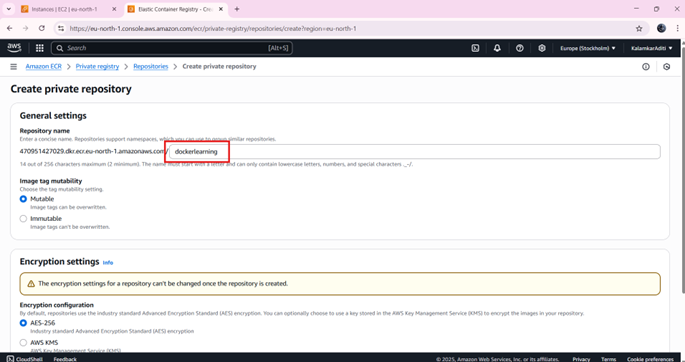 Instances | EC2 | eu-north-1
Elastic Container Registry - Cre
https://eu-north-1.console.aws.amazon.com/ecr/private-registry/repositories/create?region=eu-north-1
aws
Search [Alt+S]
Europe (Stockholm)
KalamkarAditi
Amazon ECR > Private registry > Repositories > Create private repository
Create private repository
General settings
Repository name
Enter a concise name. Repositories support namespaces, which you can use to group similar repositories.
470951427029.dkr.ecr.eu-north-1.amazonaws.com/ dockerlearning
14 out of 256 characters maximum (2 minimum). The name must start with a letter and can only contain lowercase letters, numbers, and special characters ._-/.
Image tag mutability
Choose the tag mutability setting.
Mutable
Image tags can be overwritten.
Immutable
Image tags can't be overwritten.
Encryption settings Info
The encryption settings for a repository can't be changed once the repository is created.
Encryption configuration
By default, repositories use the industry standard Advanced Encryption Standard (AES) encryption. You can optionally choose to use a key stored in the AWS Key Management Service (KMS) to encrypt the images in your repository.
AES-256
Industry standard Advanced Encryption Standard (AES) encryption
AWS KMS
AWS Key Management Service (KMS)
CloudShell Feedback © 2025, Amazon Web Services, Inc. or its affiliates. Privacy Terms Cookie preferences